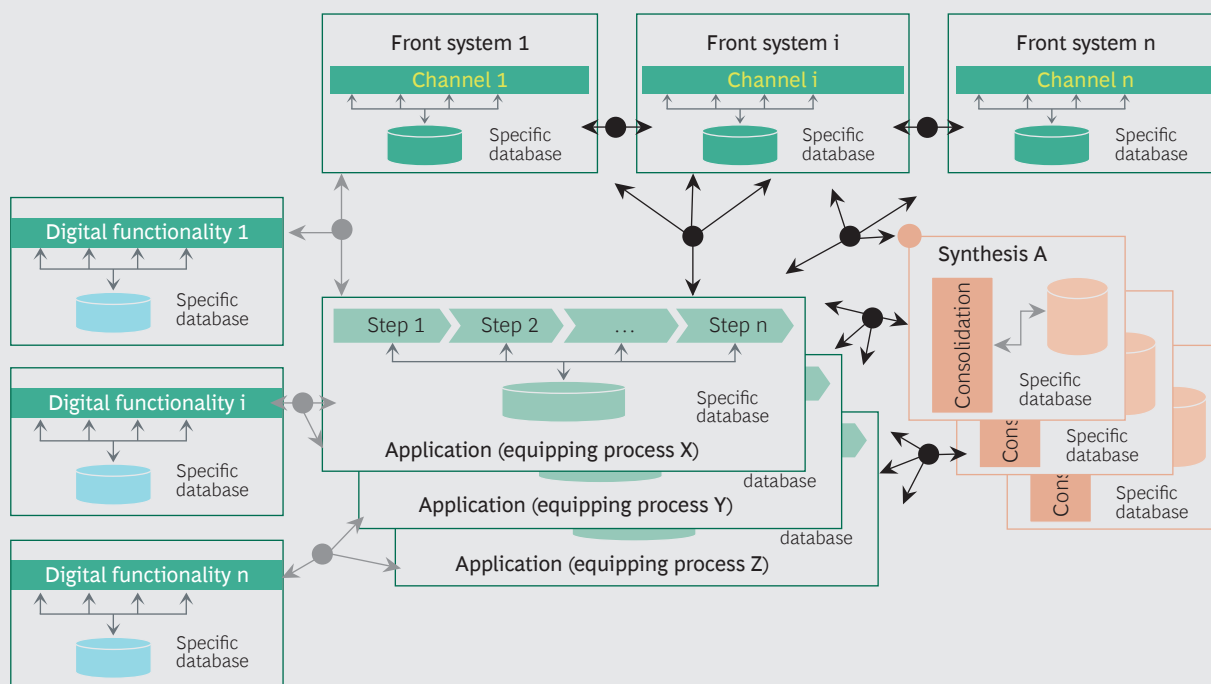 Front system 1
Channel 1
Specific
database
Front system i
Channel i
Specific
database
Front system n
Channel n
Specific
database
Digital functionality 1
Specific
database
Digital functionality i
Specific
database
Digital functionality n
Specific
database
Step 1
Step 2
...
Step n
Specific
database
Application (equipping process X)
database
Application (equipping process Y)
database
Application (equipping process Z)
Synthesis A
Consolidation
Specific
database
Cons
Specific
database
Cons
Specific
database